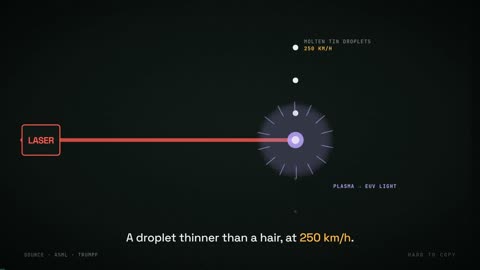 MOLTEN TIN DROPLETS
250 KM/H
LASER
PLASMA → EUV LIGHT
A droplet thinner than a hair, at 250 km/h.
SOURCE · ASML · TRUMPF
HARD TO COPY